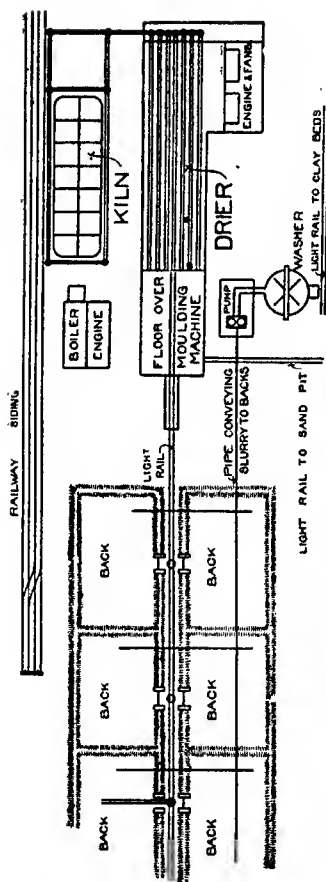 ENGINE & FANS
KILN
DRIER
LIGHT RAIL TO CLAY BEDS
WASHER
PUMP
BOILER
ENGINE
FLOOR OVER
MOULDING
MACHINE
RAILWAY SIDING
LIGHT
RAIL
PIPE CONVEYING
SLURRY TO BACKS
LIGHT RAIL TO SAND PIT
BACK
BACK
BACK
BACK
BACK
BACK